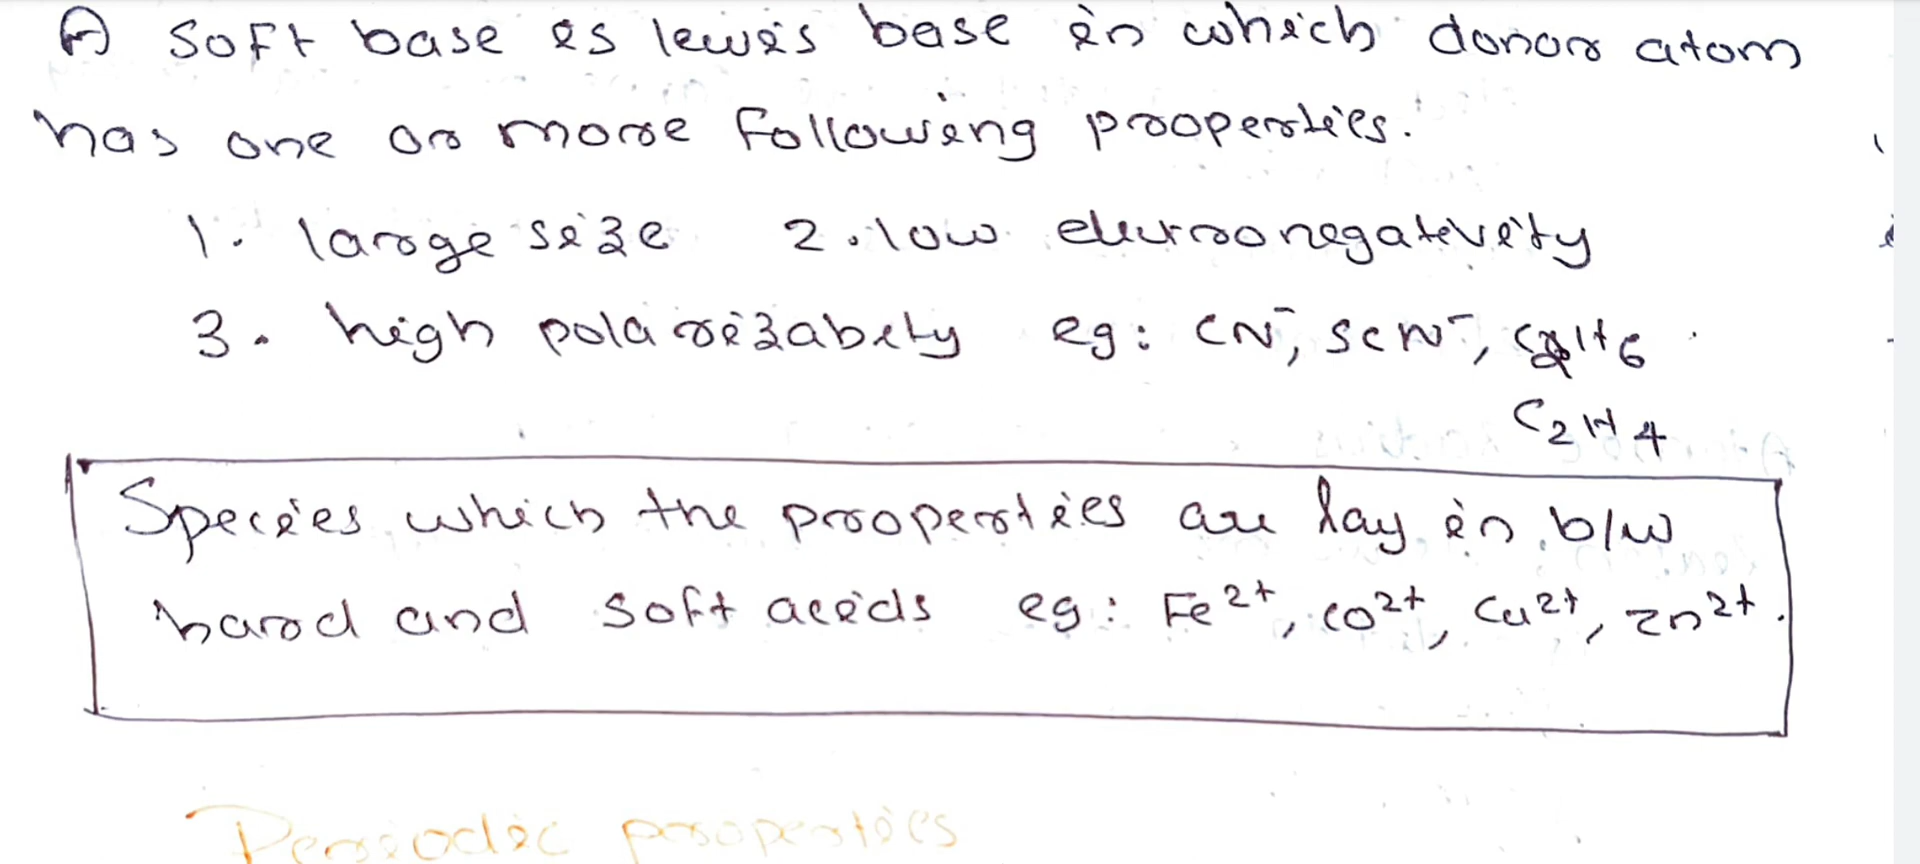 A soft base is lewis base in which donor atom
has one or more following properties.
1. large size 2. low electronegativity
3. high polarizabity eg: CN⁻, SCN⁻, C6H6
C2H4
Species which the properties are lay in b/w
hard and soft acids eg: Fe²⁺, CO²⁺, Cu²⁺, Zn²⁺.
Periodic properties